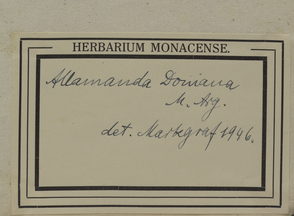 HERBARIUM MONACENSE.
Allamanda Doniana
M. Arg.
det. Markgraf 1946.